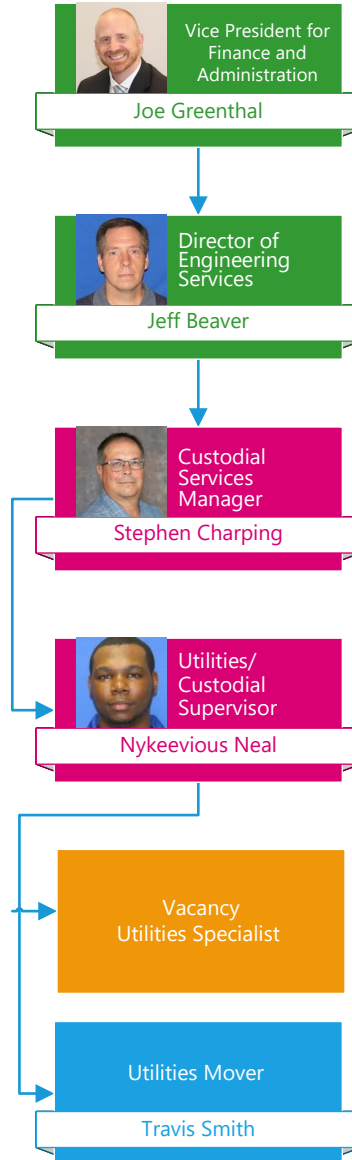 Vice President for
Finance and
Administration
Joe Greenthal
Director of
Engineering
Services
Jeff Beaver
Custodial
Services
Manager
Stephen Charping
Utilities/
Custodial
Supervisor
Nykeevious Neal
Vacancy
Utilities Specialist
Utilities Mover
Travis Smith